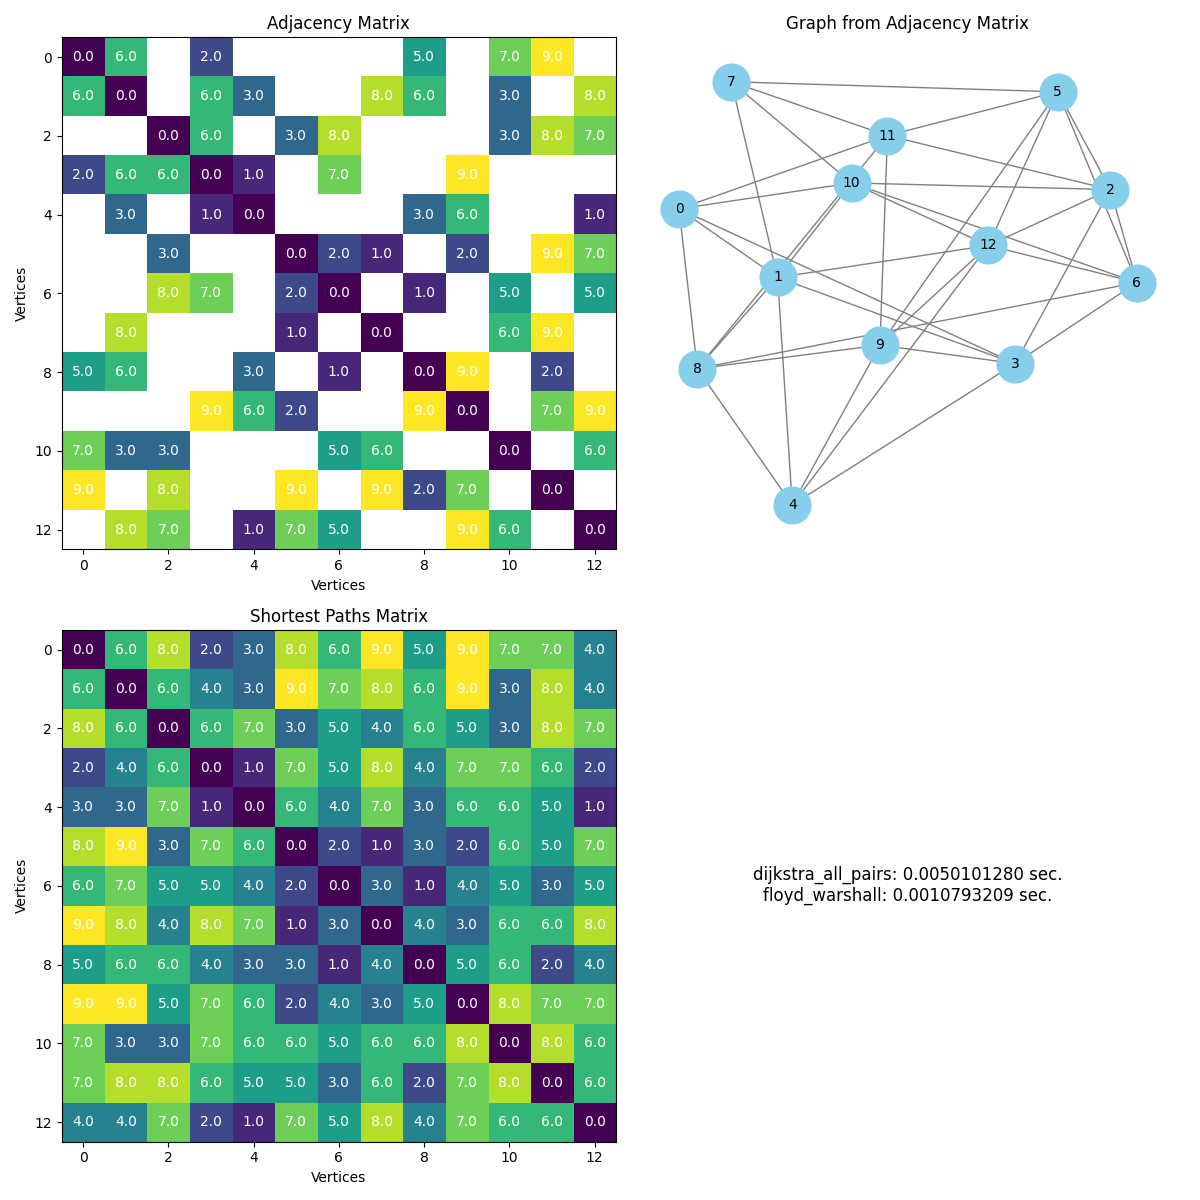 Adjacency Matrix
0 0.0 6.0 2.0 5.0 7.0 9.0
6.0 0.0 6.0 3.0 8.0 6.0 3.0 8.0
2 0.0 6.0 3.0 8.0 3.0 8.0 7.0
2.0 6.0 6.0 0.0 1.0 7.0 9.0
4 3.0 1.0 0.0 3.0 6.0 1.0
3.0 0.0 2.0 1.0 2.0 9.0 7.0
6 8.0 7.0 2.0 0.0 1.0 5.0 5.0
8.0 1.0 0.0 6.0 9.0
8 5.0 6.0 3.0 1.0 0.0 9.0 2.0
9.0 6.0 2.0 9.0 0.0 7.0 9.0
10 7.0 3.0 3.0 5.0 6.0 0.0 6.0
9.0 8.0 9.0 9.0 2.0 7.0 0.0
12 8.0 7.0 1.0 7.0 5.0 9.0 6.0 0.0
0 2 4 6 8 10 12
Vertices
Vertices
Graph from Adjacency Matrix
7
5
11
10
2
0
12
1
6
9
3
8
4
Shortest Paths Matrix
0 0.0 6.0 8.0 2.0 3.0 8.0 6.0 9.0 5.0 9.0 7.0 7.0 4.0
6.0 0.0 6.0 4.0 3.0 9.0 7.0 8.0 6.0 9.0 3.0 8.0 4.0
2 8.0 6.0 0.0 6.0 7.0 3.0 5.0 4.0 6.0 5.0 3.0 8.0 7.0
2.0 4.0 6.0 0.0 1.0 7.0 5.0 8.0 4.0 7.0 7.0 6.0 2.0
4 3.0 3.0 7.0 1.0 0.0 6.0 4.0 7.0 3.0 6.0 6.0 5.0 1.0
8.0 9.0 3.0 7.0 6.0 0.0 2.0 1.0 3.0 2.0 6.0 5.0 7.0
6 6.0 7.0 5.0 5.0 4.0 2.0 0.0 3.0 1.0 4.0 5.0 3.0 5.0
9.0 8.0 4.0 8.0 7.0 1.0 3.0 0.0 4.0 3.0 6.0 6.0 8.0
8 5.0 6.0 6.0 4.0 3.0 3.0 1.0 4.0 0.0 5.0 6.0 2.0 4.0
9.0 9.0 5.0 7.0 6.0 2.0 4.0 3.0 5.0 0.0 8.0 7.0 7.0
10 7.0 3.0 3.0 7.0 6.0 6.0 5.0 6.0 6.0 8.0 0.0 8.0 6.0
7.0 8.0 8.0 6.0 5.0 5.0 3.0 6.0 2.0 7.0 8.0 0.0 6.0
12 4.0 4.0 7.0 2.0 1.0 7.0 5.0 8.0 4.0 7.0 6.0 6.0 0.0
0 2 4 6 8 10 12
Vertices
Vertices
dijkstra_all_pairs: 0.0050101280 sec.
floyd_warshall: 0.0010793209 sec.